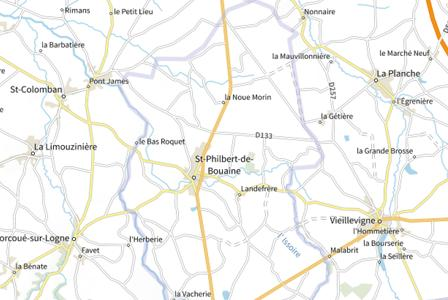 Rimans
le Petit Lieu
Nonnaire
la Barbatière
la Mauvillonnière
le Marché Neuf
Pont James
La Planche
St-Colomban
D257
la Noue Morin
l'Égrenière
la Gétière
D133
le Bas Roquet
La Limouzinière
la Grande Brosse
St-Philbert-de-
Bouaine
Landefrère
Vieillevigne
l'Hommetière
orcoué-sur-Logne
l'Herberie
la Bourserie
l'Issoire
Favet
Malabrit
la Seillère
la Bénate
la Vacherie